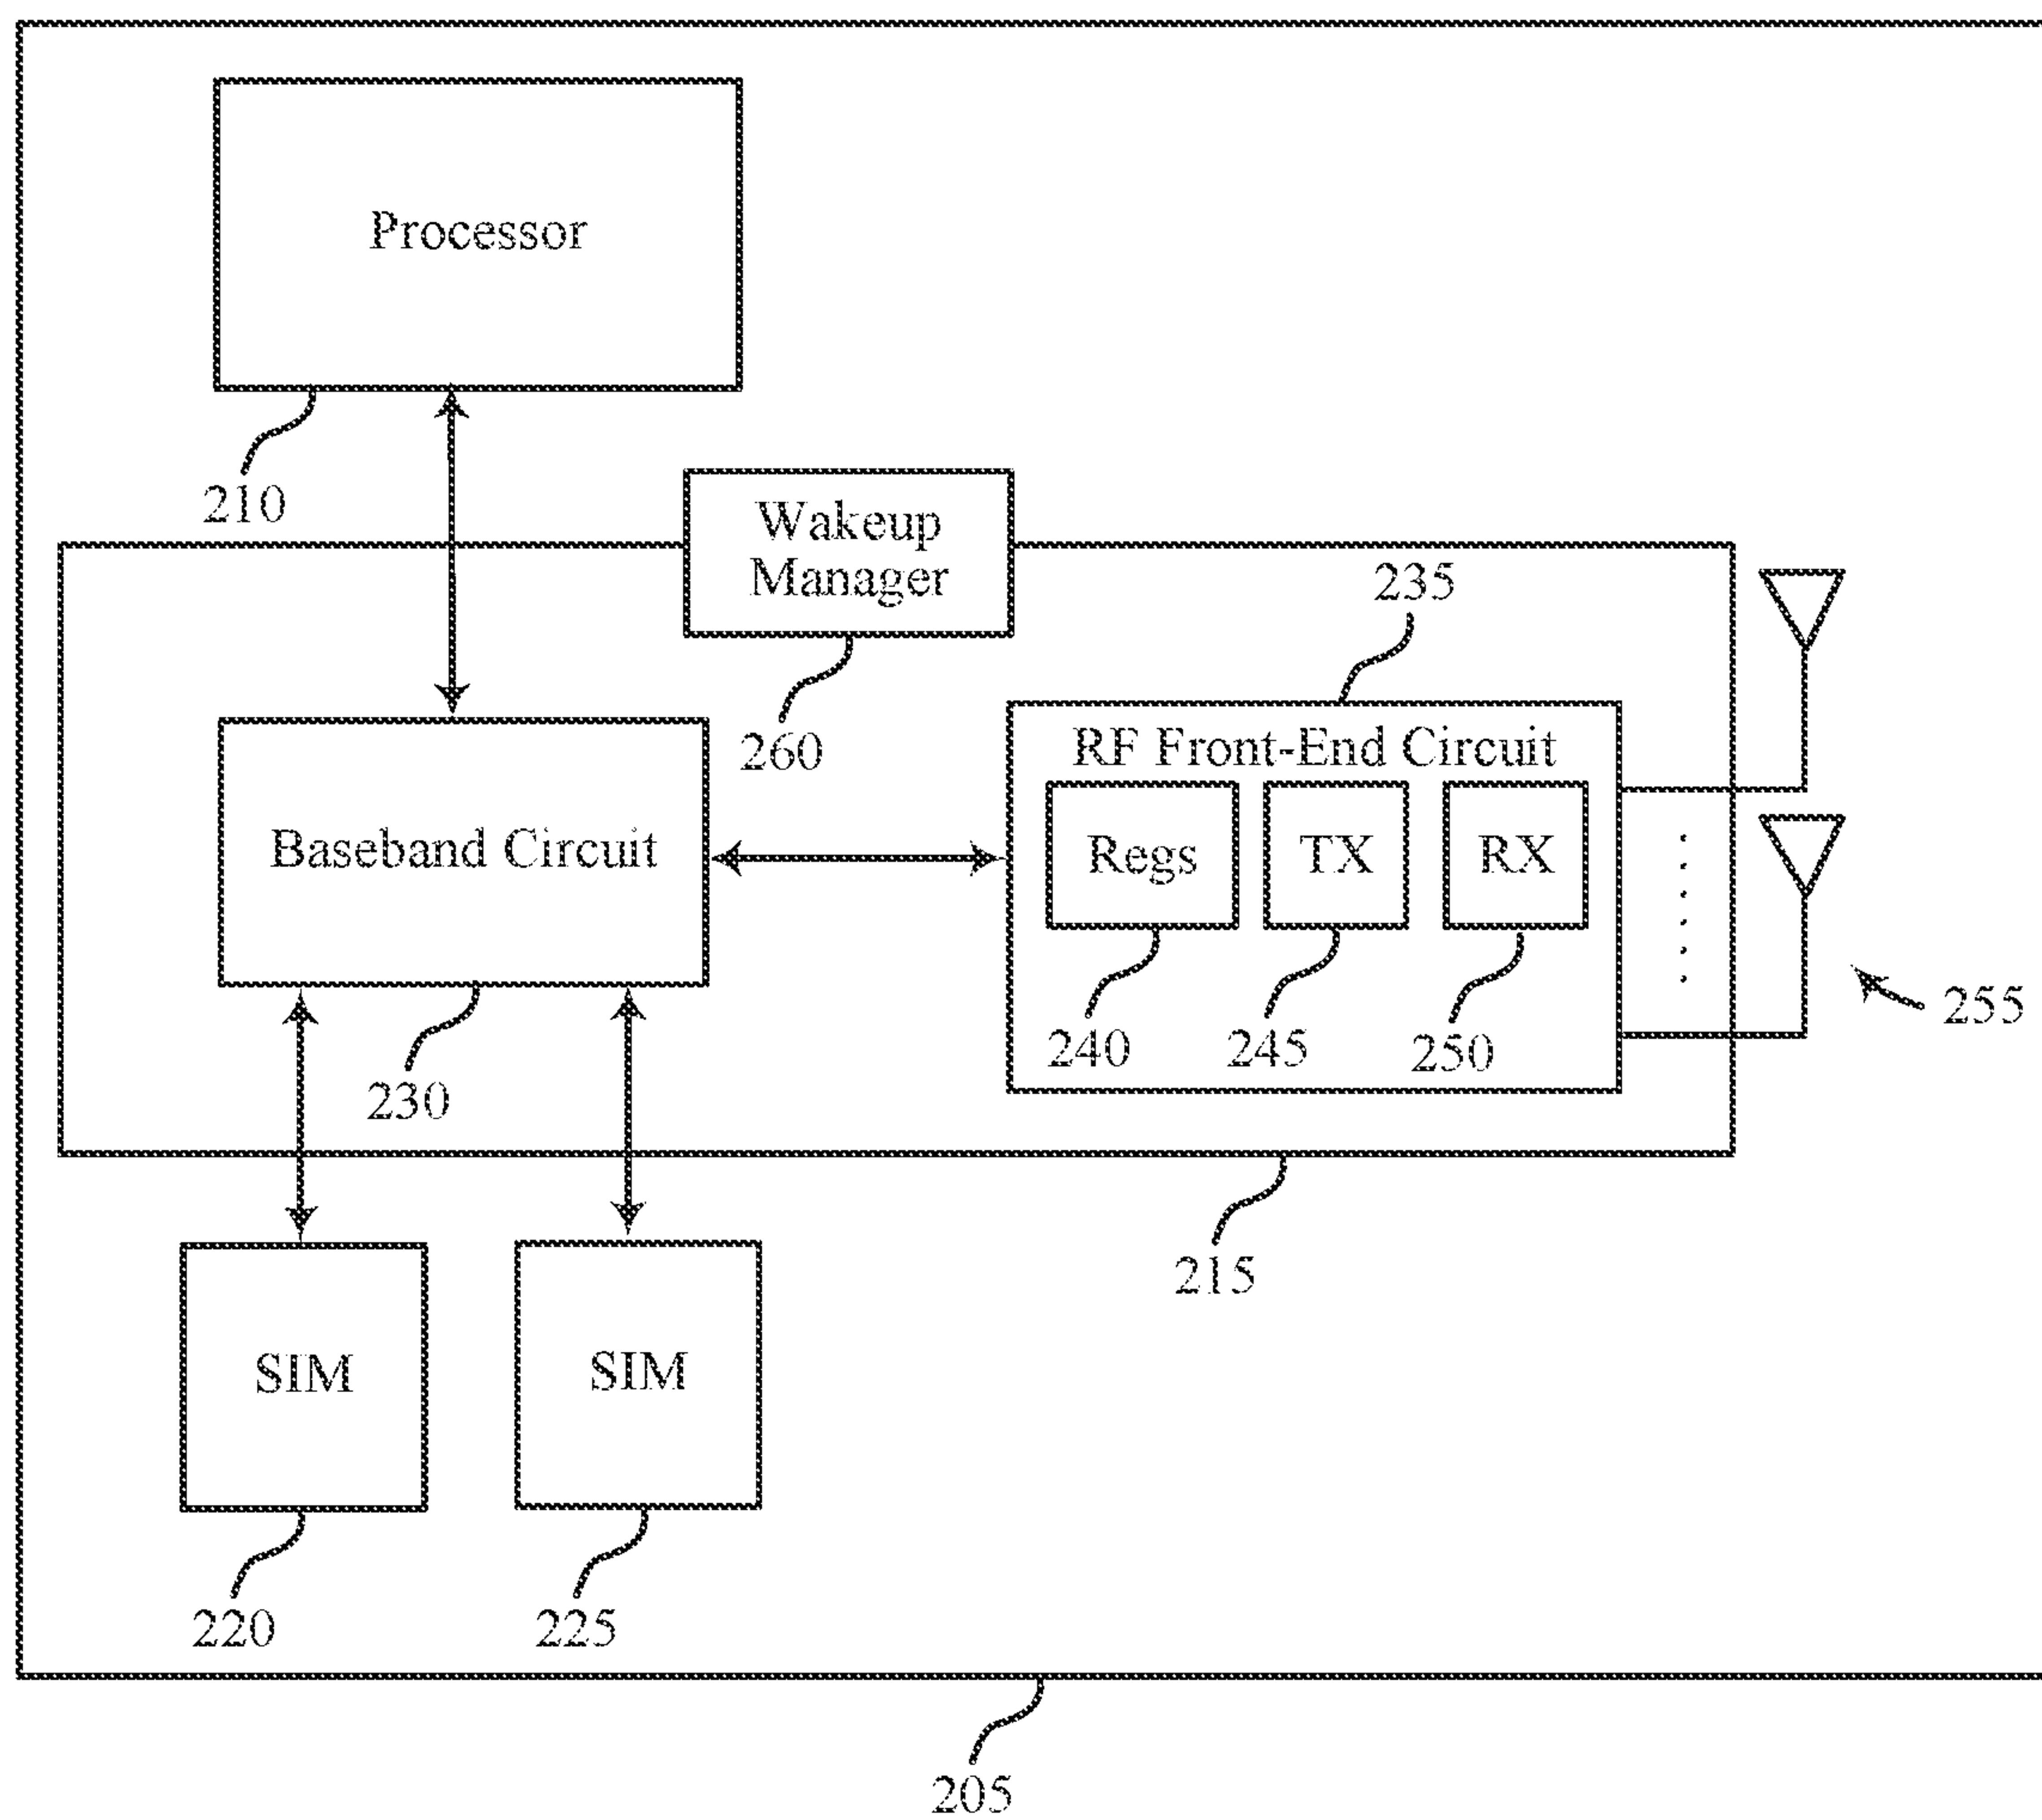 Processor
210
Wakeup
Manager
235
260
RF Front-End Circuit
Baseband Circuit
Regs
TX
RX
240
245
250
255
230
215
SIM
SIM
220
225
205